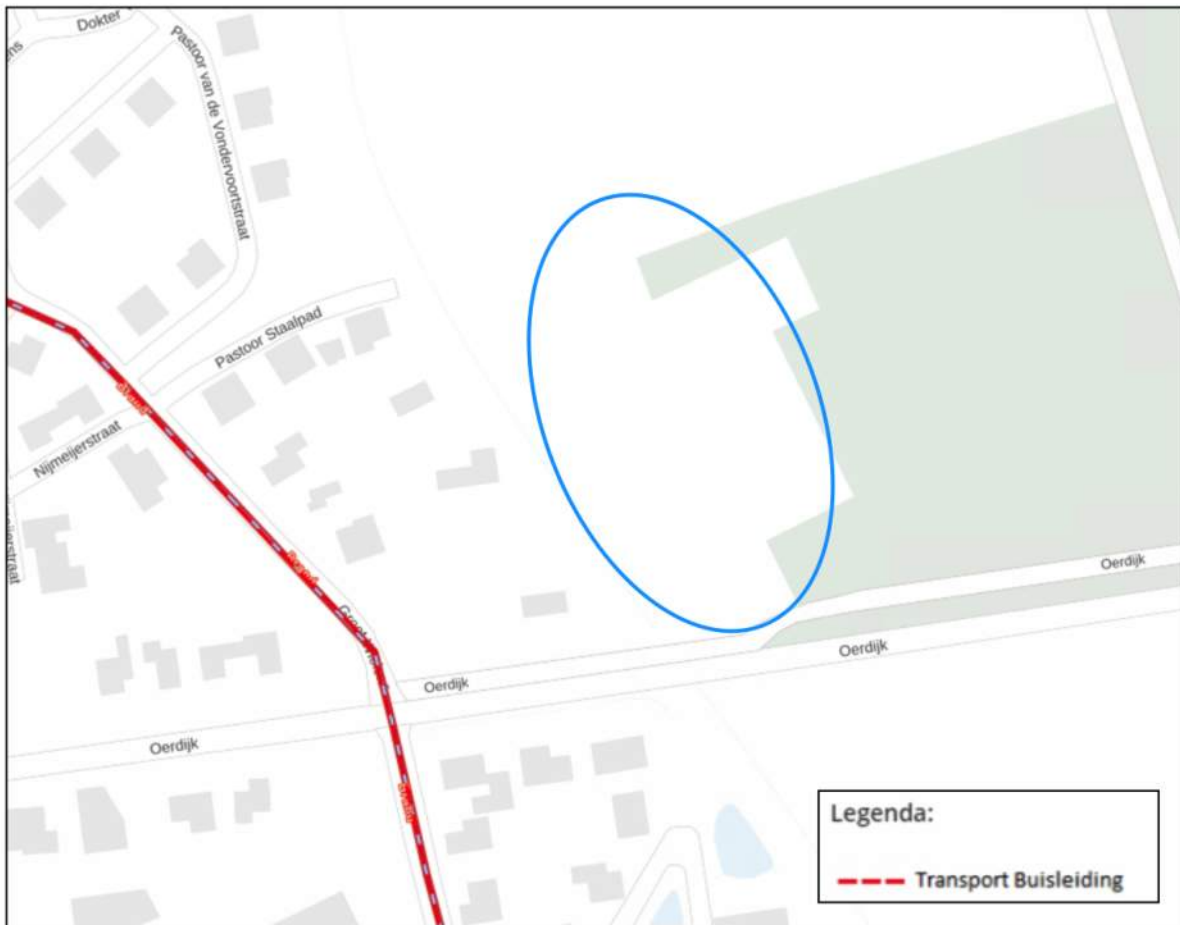 Dokter
Pastoor van de Vondervoortstraat
Pastoor Staalpad
Nijmeijerstraat
Oerdijk
Oerdijk
Oerdijk
Oerdijk
Legenda:
Transport Buisleiding